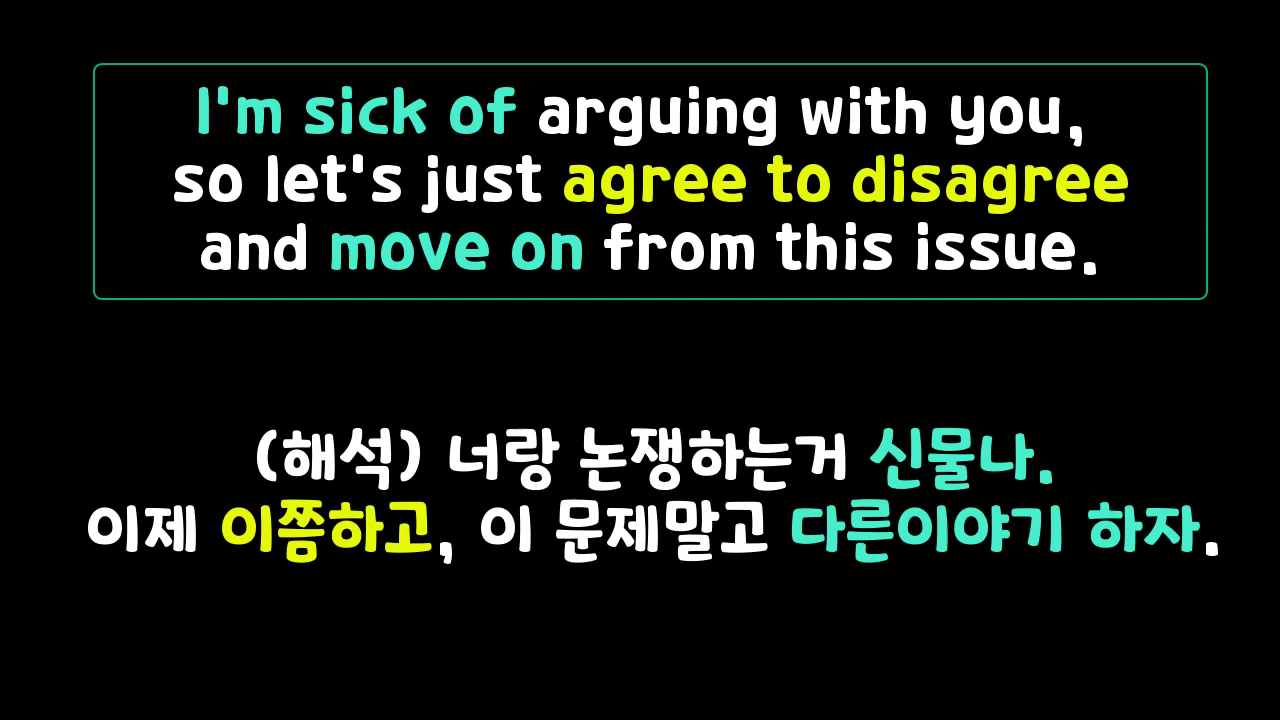 I'm sick of arguing with you,
so let's just agree to disagree
and move on from this issue.
(해석) 너랑 논쟁하는거 신물나.
이제 이쯤하고, 이 문제말고 다른이야기 하자.